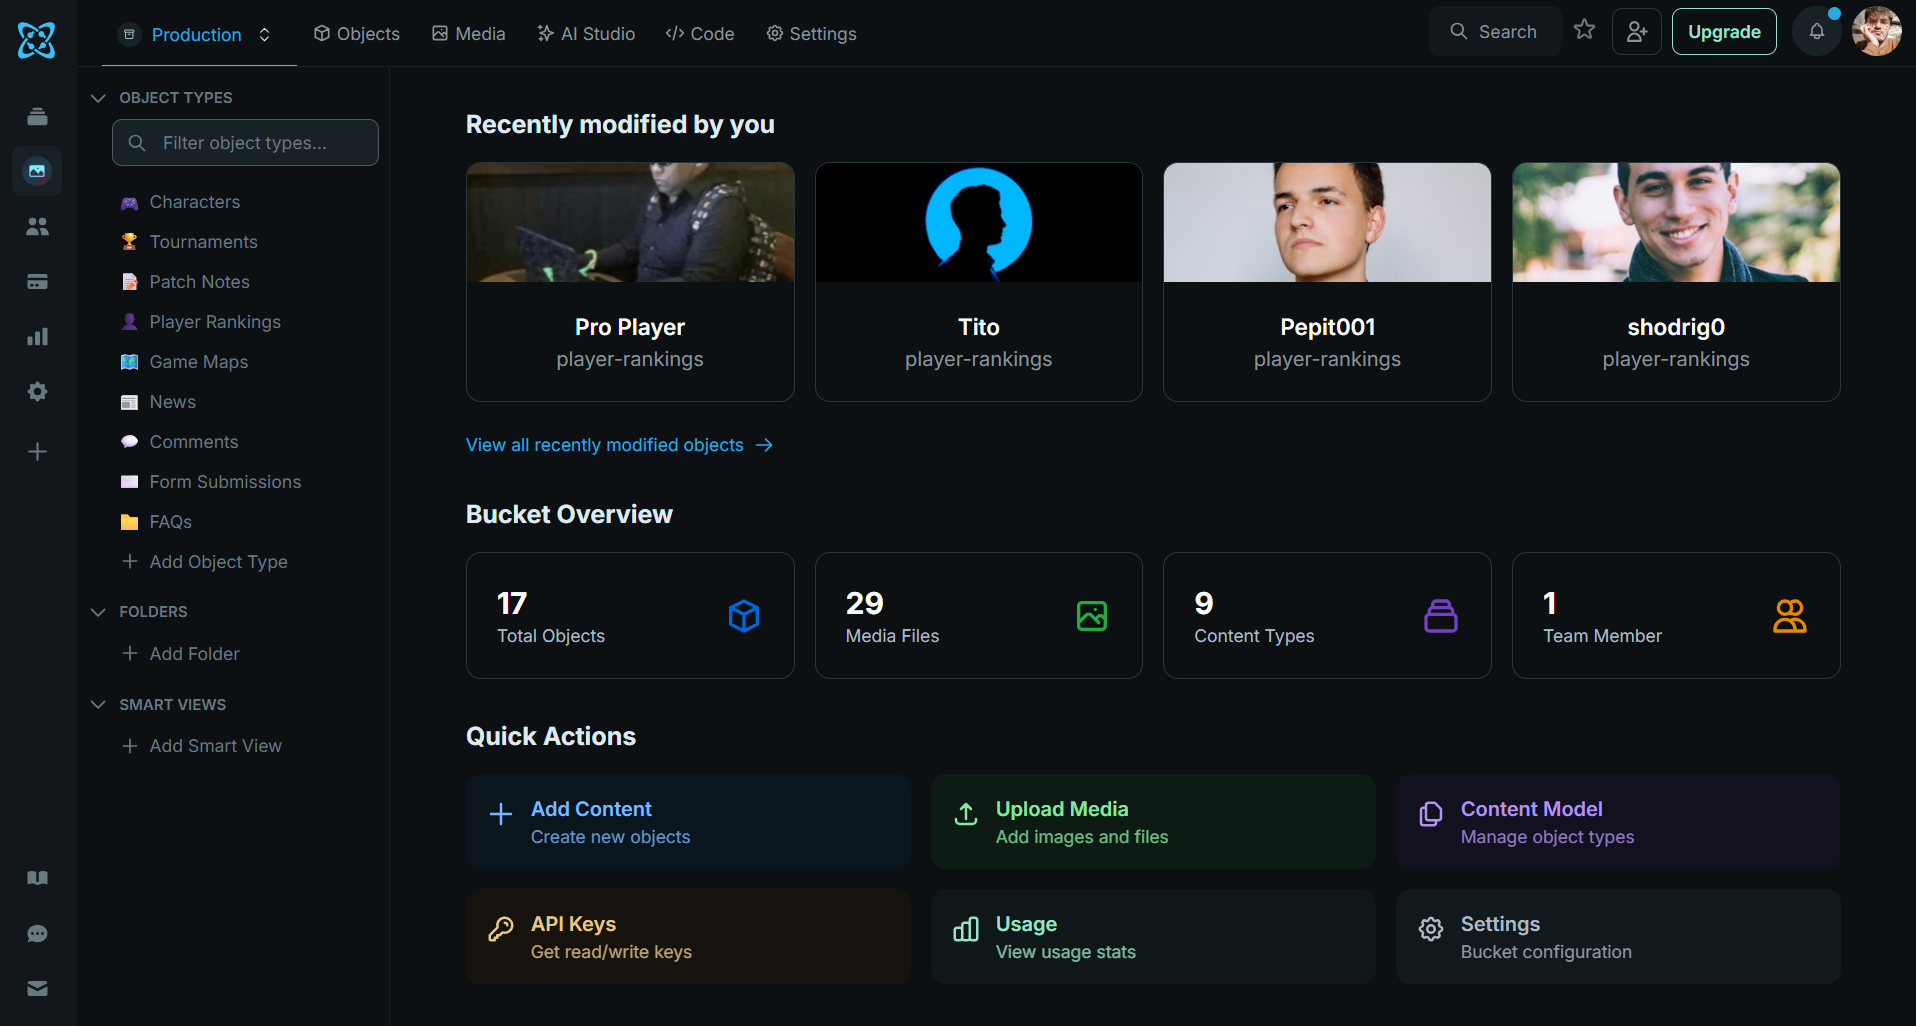 Production
Objects
Media
AI Studio
Code
Settings
Search
Upgrade
OBJECT TYPES
Filter object types...
Characters
Tournaments
Patch Notes
Player Rankings
Game Maps
News
Comments
Form Submissions
FAQs
Add Object Type
FOLDERS
Add Folder
SMART VIEWS
Add Smart View
Recently modified by you
Pro Player
player-rankings
Tito
player-rankings
Pepit001
player-rankings
shodrig0
player-rankings
View all recently modified objects
Bucket Overview
17
Total Objects
29
Media Files
9
Content Types
1
Team Member
Quick Actions
Add Content
Create new objects
Upload Media
Add images and files
Content Model
Manage object types
API Keys
Get read/write keys
Usage
View usage stats
Settings
Bucket configuration